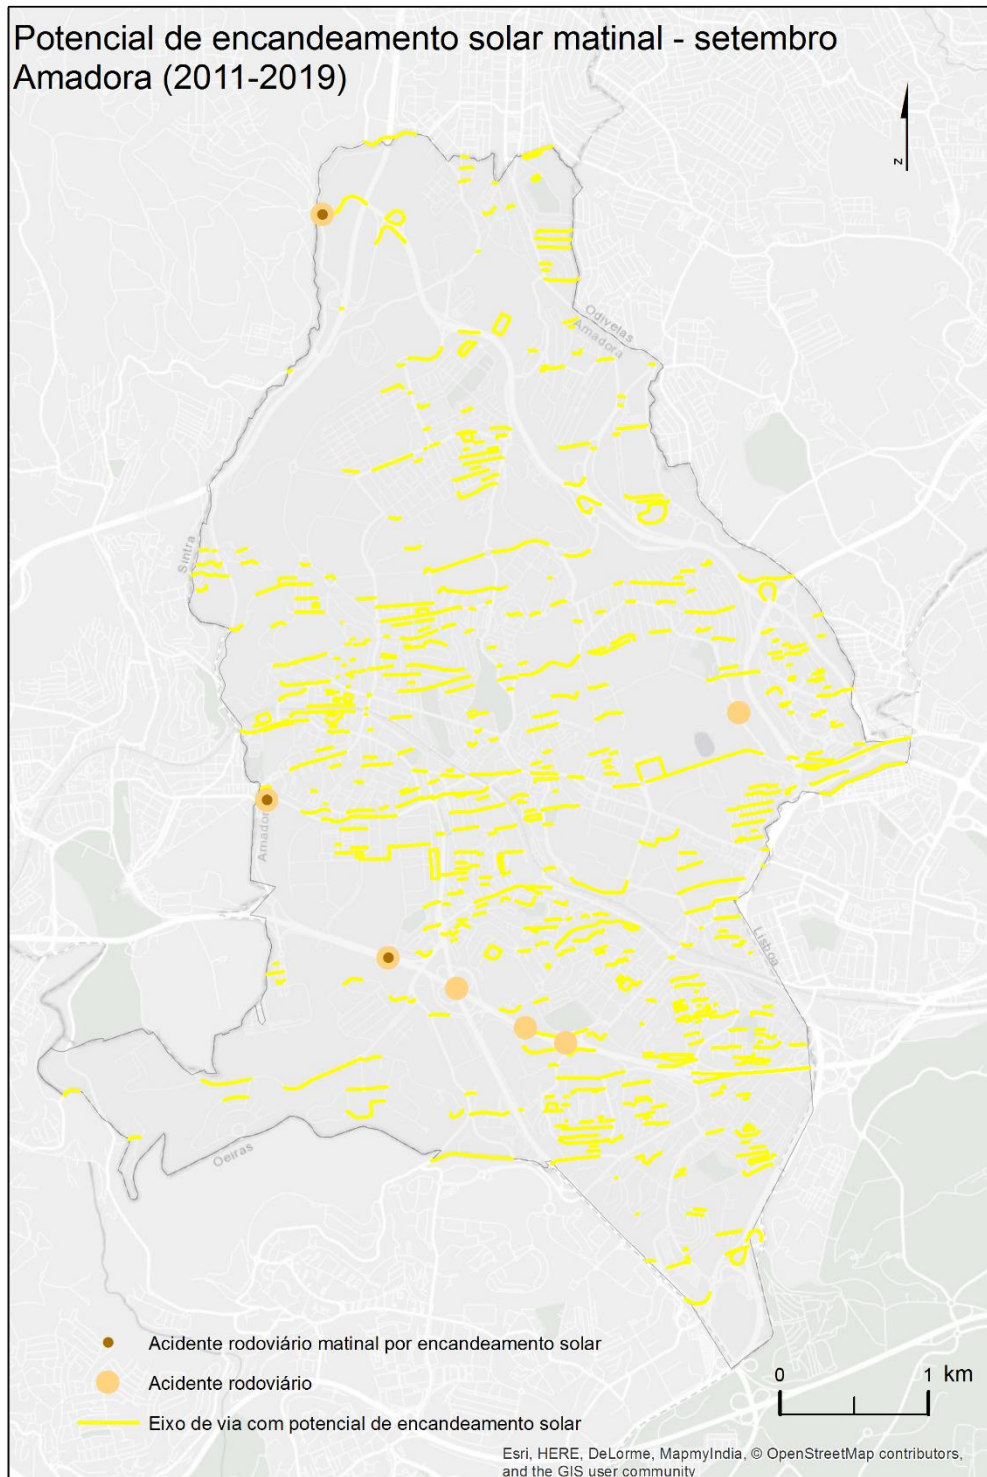 Potencial de encandeamento solar matinal - setembro
Amadora (2011-2019)
z
Odivelas
Amadora
Sintra
Amadora
Lisboa
Oeiras
Acidente rodoviário matinal por encandeamento solar
Acidente rodoviário
Eixo de via com potencial de encandeamento solar
0 1 km
Esri, HERE, DeLorme, MapmyIndia, © OpenStreetMap contributors,
and the GIS user community